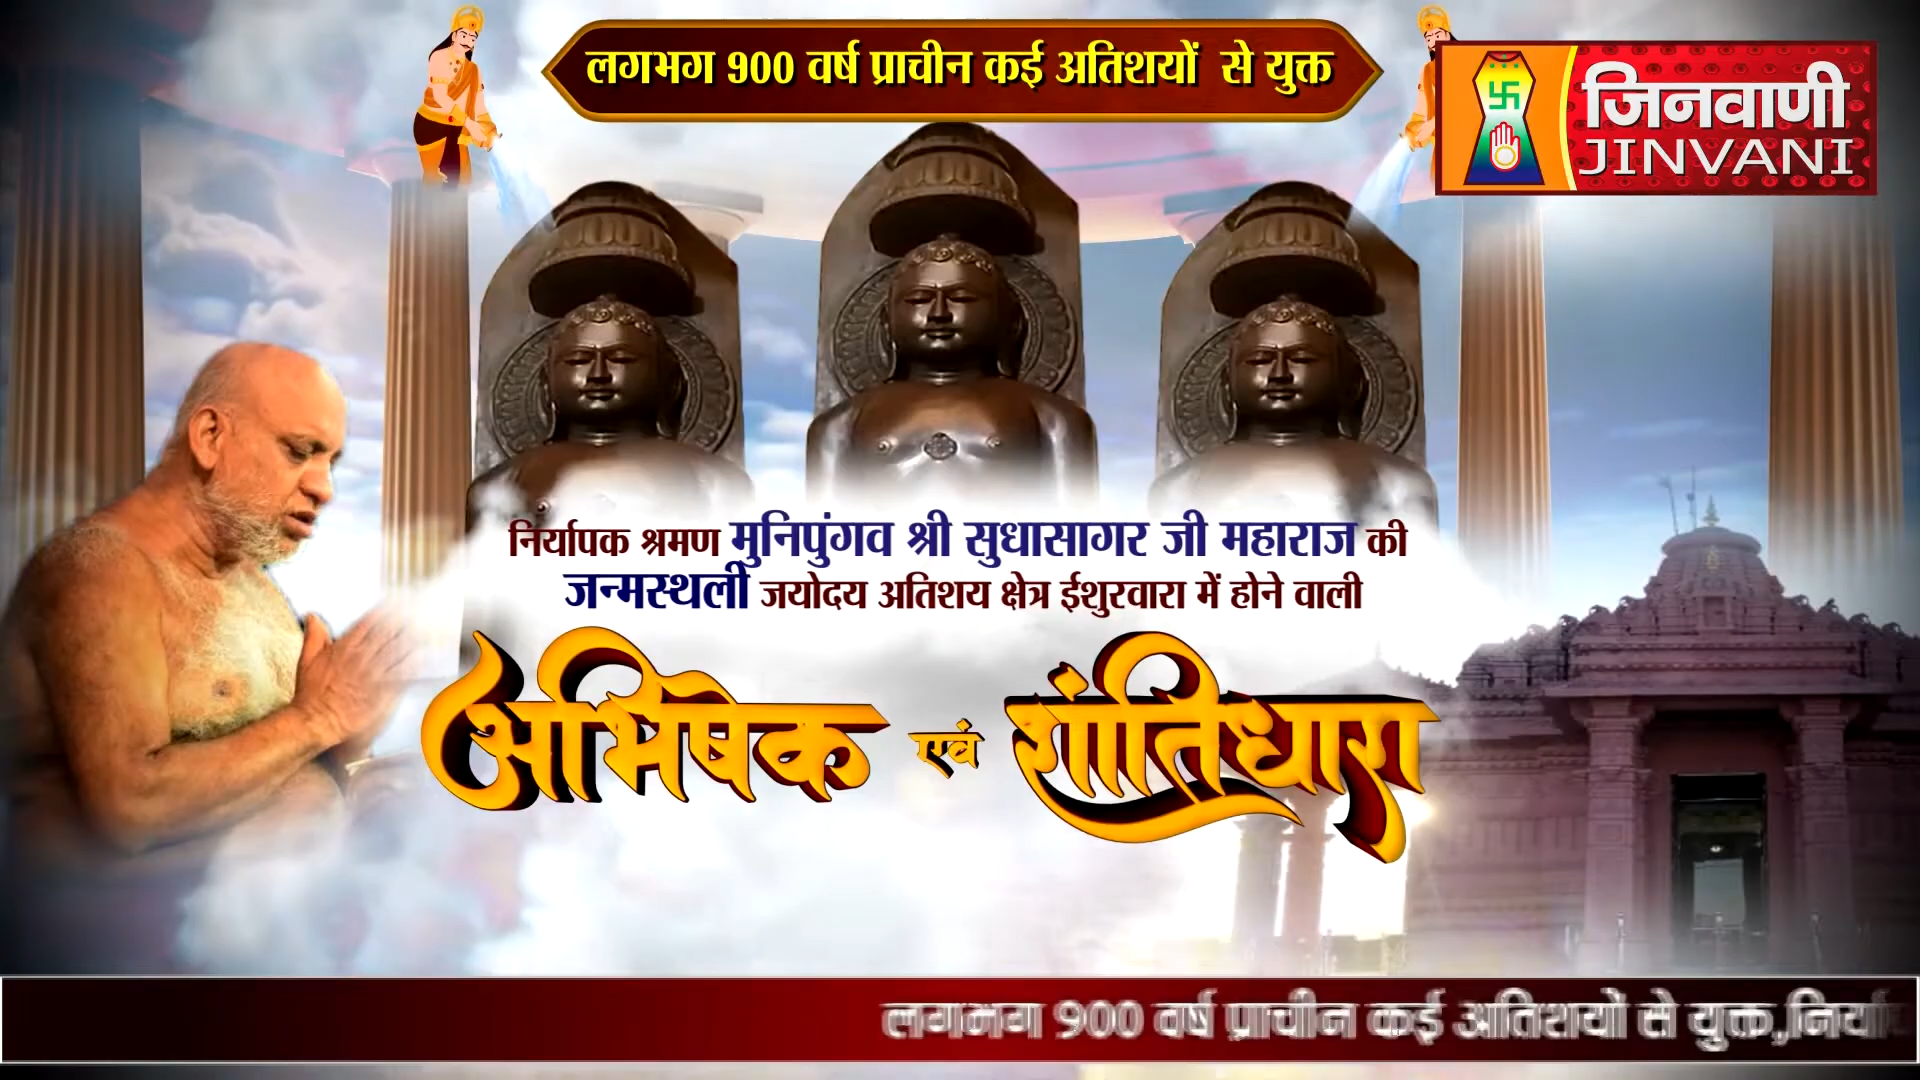 लगभग 900 वर्ष प्राचीन कई अतिशयों से युक्त
जिनवाणी
JINVANI
निर्यापक श्रमण मुनिपुंगव श्री सुधासागर जी महाराज की
जन्मस्थली जयोदय अतिशय क्षेत्र ईशुरवारा में होने वाली
अभिषेक एवं शांतिधारा
लगभग 900 वर्ष प्राचीन कई अतिशयों से युक्त,निर्या